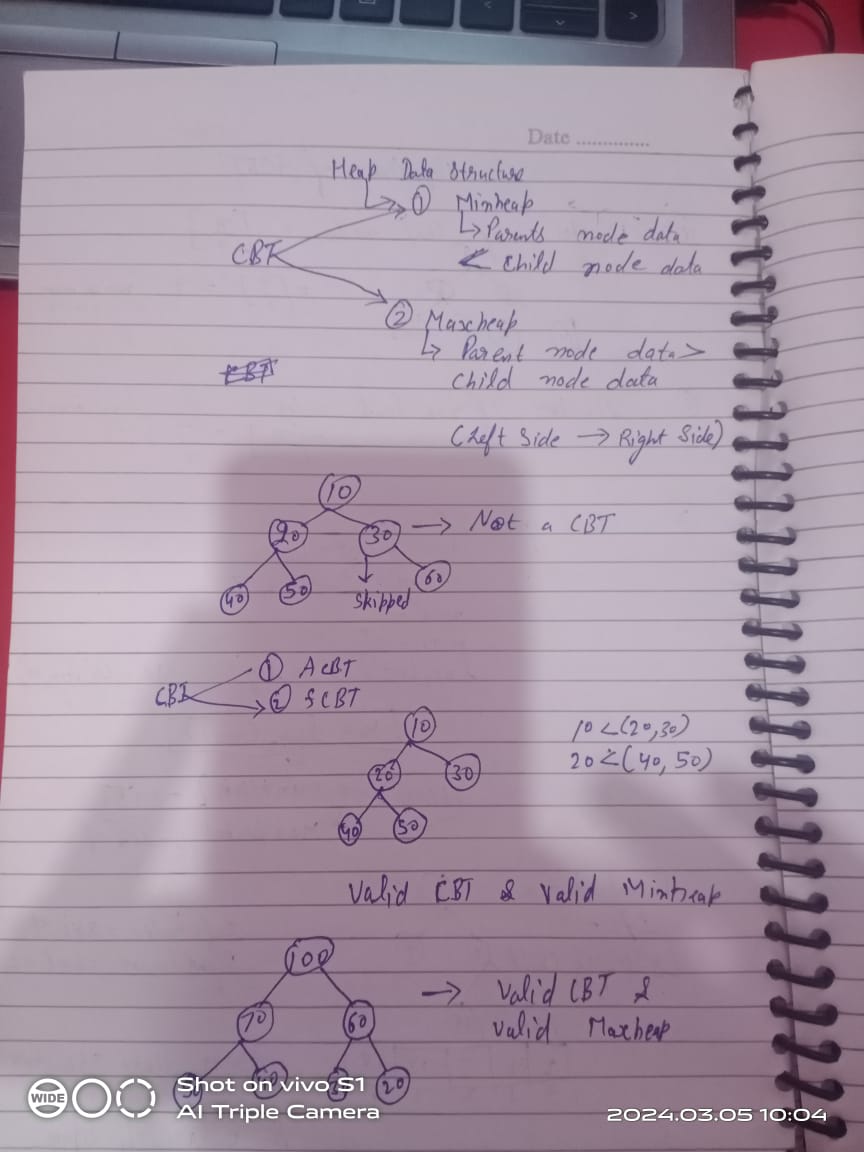 Date ..............
Heap Data Structure
① Minheap
Parents node data
< child node data
CBT
② Maxheap
Parent node data >
child node data
(Left side → Right side)
10
20 30 → Not a CBT
40 50 skipped 60
CBT
① ACBT
② SCBT
10
10 < (20,30)
20 30
20 < (40, 50)
40 50
Valid CBT & Valid Minheap
100
70 60
→ Valid CBT &
Valid Maxheap
20
WIDE
Shot on vivo S1
AI Triple Camera
2024.03.05 10:04